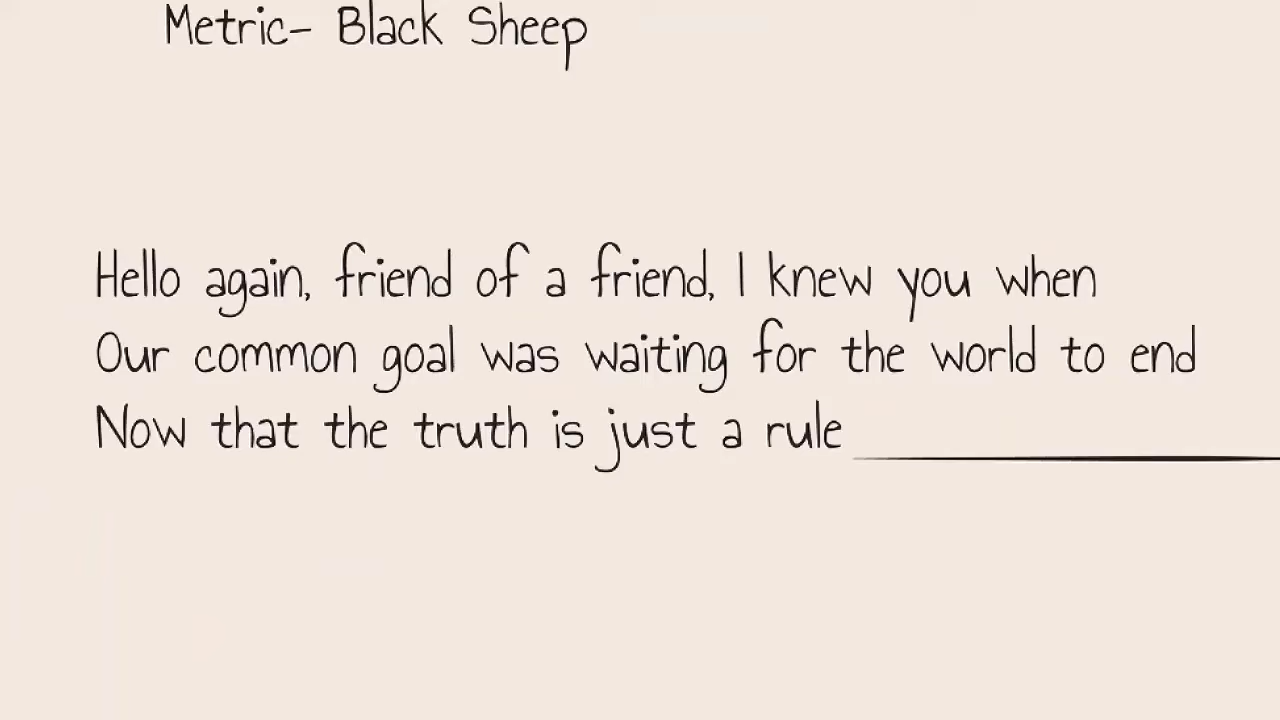 Metric- Black Sheep
Hello again, friend of a friend, I knew you when
Our common goal was waiting for the world to end
Now that the truth is just a rule